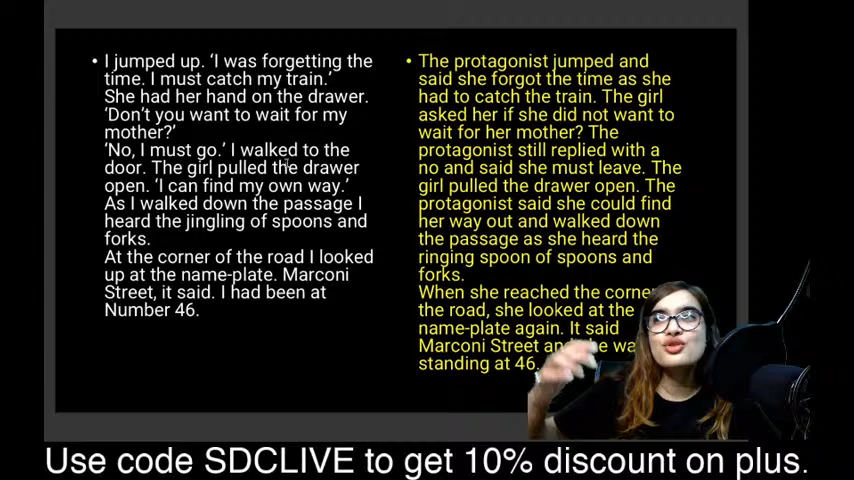 • I jumped up. ‘I was forgetting the
time. I must catch my train.’
She had her hand on the drawer.
‘Don’t you want to wait for my
mother?’
‘No, I must go.’ I walked to the
door. The girl pulled the drawer
open. ‘I can find my own way.’
As I walked down the passage I
heard the jingling of spoons and
forks.
At the corner of the road I looked
up at the name-plate. Marconi
Street, it said. I had been at
Number 46.
• The protagonist jumped and
said she forgot the time as she
had to catch the train. The girl
asked her if she did not want to
wait for her mother? The
protagonist still replied with a
no and said she must leave. The
girl pulled the drawer open. The
protagonist said she could find
her way out and walked down
the passage as she heard the
ringing spoon of spoons and
forks.
When she reached the corne
the road, she looked at the
name-plate again. It said
Marconi Street and he wa
standing at 46.
Use code SDCLIVE to get 10% discount on plus.